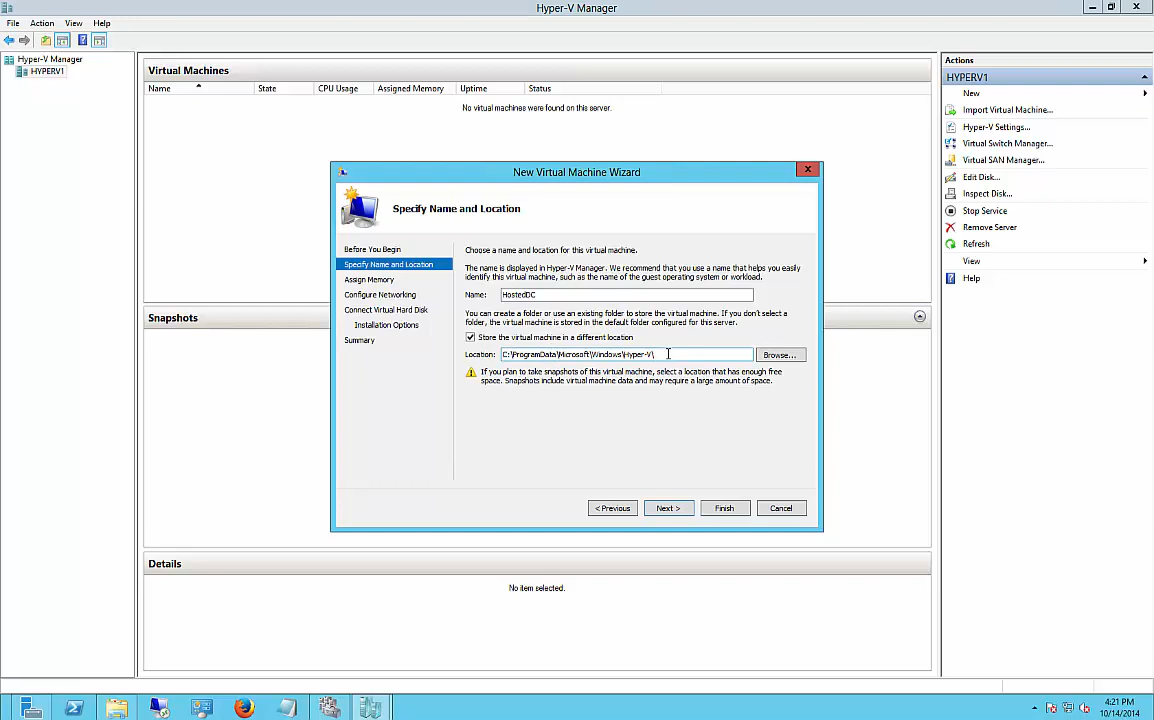 Hyper-V Manager
File Action View Help
Hyper-V Manager
HYPERV1
Virtual Machines
Name State CPU Usage Assigned Memory Uptime Status
No virtual machines were found on this server.
Snapshots
Details
No item selected.
New Virtual Machine Wizard
Specify Name and Location
Before You Begin
Specify Name and Location
Assign Memory
Configure Networking
Connect Virtual Hard Disk
Installation Options
Summary
Choose a name and location for this virtual machine.
The name is displayed in Hyper-V Manager. We recommend that you use a name that helps you easily
identify this virtual machine, such as the name of the guest operating system or workload.
Name: HostedDC
You can create a folder or use an existing folder to store the virtual machine. If you don't select a
folder, the virtual machine is stored in the default folder configured for this server.
Store the virtual machine in a different location
Location: C:\ProgramData\Microsoft\Windows\Hyper-V\ Browse...
If you plan to take snapshots of this virtual machine, select a location that has enough free
space. Snapshots include virtual machine data and may require a large amount of space.
< Previous Next > Finish Cancel
Actions
HYPERV1
New
Import Virtual Machine...
Hyper-V Settings...
Virtual Switch Manager...
Virtual SAN Manager...
Edit Disk...
Inspect Disk...
Stop Service
Remove Server
Refresh
View
Help
4:21 PM
10/14/2014